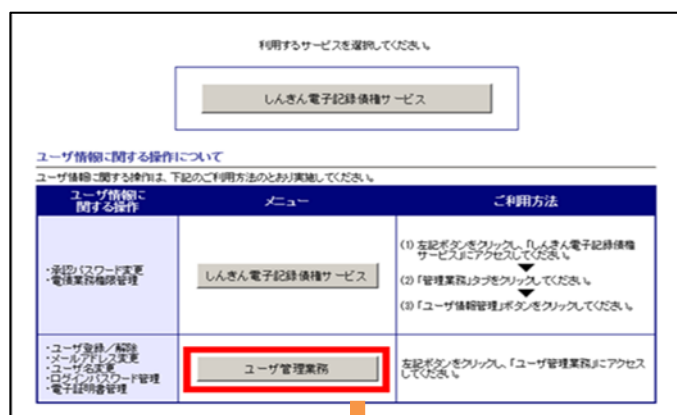 利用するサービスを選択してください。
しんきん電子記録債権サービス
ユーザ情報に関する操作について
ユーザ情報に関する操作は、下記のご利用方法のとおり実施してください。
ユーザ情報に
関する操作
メニュー
ご利用方法
・承認パスワード変更
・電債業務権限管理
しんきん電子記録債権サービス
(1) 左記ボタンをクリックし、「しんきん電子記録債権
サービス」にアクセスしてください。
(2) 「管理業務」タブをクリックしてください。
(3) 「ユーザ情報管理」ボタンをクリックしてください。
・ユーザ登録／解除
・メールアドレス変更
・ユーザ名変更
・ログインパスワード管理
・電子証明書管理
ユーザ管理業務
左記ボタンをクリックし、「ユーザ管理業務」にアクセス
してください。